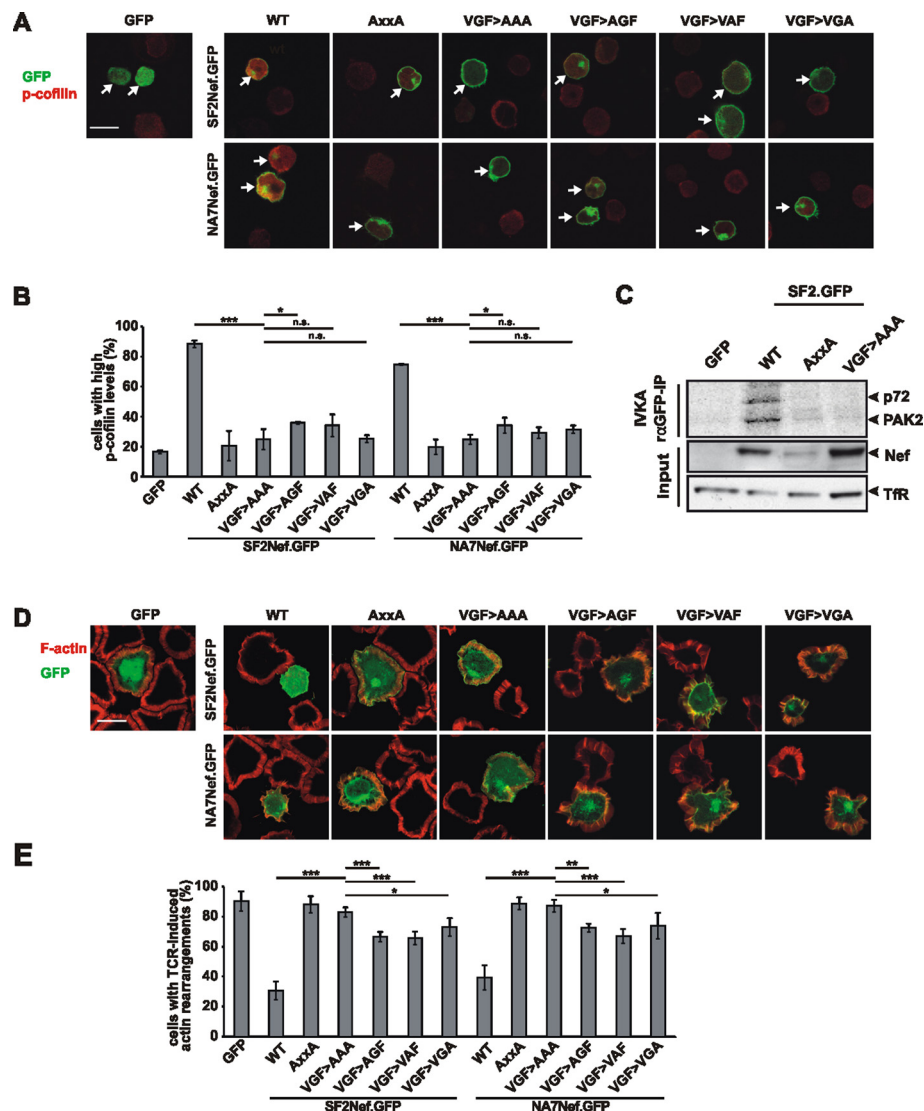 A
GFP
WT
AxxA
VGF>AAA
VGF>AGF
VGF>VAF
VGF>VGA
GFP
p-cofilin
SF2Nef.GFP
wt
NA7Nef.GFP
B
cells with high
p-cofilin levels (%)
100
80
60
40
20
0
***
*
n.s.
n.s.
***
*
n.s.
n.s.
GFP
WT
AxxA
VGF>AAA
VGF>AGF
VGF>VAF
VGF>VGA
WT
AxxA
VGF>AAA
VGF>AGF
VGF>VAF
VGF>VGA
SF2Nef.GFP
NA7Nef.GFP
C
SF2.GFP
GFP
WT
AxxA
VGF>AAA
IVKA
rαGFP-IP
p72
PAK2
Input
Nef
TfR
D
GFP
WT
AxxA
VGF>AAA
VGF>AGF
VGF>VAF
VGF>VGA
F-actin
GFP
SF2Nef.GFP
NA7Nef.GFP
E
cells with TCR-induced
actin rearrangements (%)
100
80
60
40
20
0
***
***
***
*
***
**
***
*
GFP
WT
AxxA
VGF>AAA
VGF>AGF
VGF>VAF
VGF>VGA
WT
AxxA
VGF>AAA
VGF>AGF
VGF>VAF
VGF>VGA
SF2Nef.GFP
NA7Nef.GFP